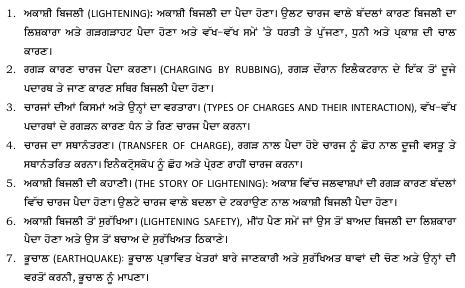 1. ਅਕਾਸ਼ੀ ਬਿਜਲੀ (LIGHTENING): ਅਕਾਸ਼ੀ ਬਿਜਲੀ ਦਾ ਪੈਦਾ ਹੋਣਾ। ਉਲਟ ਚਾਰਜ ਵਾਲੇ ਬੱਦਲਾਂ ਕਾਰਣ ਬਿਜਲੀ ਦਾ
ਲਿਸ਼ਕਾਰਾ ਅਤੇ ਗੜਗੜਾਹਟ ਪੈਦਾ ਹੋਣਾ ਅਤੇ ਵੱਖ-ਵੱਖ ਸਮੇਂ 'ਤੇ ਧਰਤੀ ਤੇ ਪੁੱਜਣਾ, ਧੁਨੀ ਅਤੇ ਪ੍ਰਕਾਸ਼ ਦੀ ਚਾਲ
ਕਾਰਣ।
2. ਰਗੜ ਕਾਰਣ ਚਾਰਜ ਪੈਦਾ ਕਰਣਾ। (CHARGING BY RUBBING), ਰਗੜ ਦੌਰਾਨ ਇਲੈਕਟਰਾਨ ਦੇ ਇੱਕ ਤੋਂ ਦੂਜੇ
ਪਦਾਰਥ ਤੇ ਜਾਣ ਕਾਰਣ ਸਥਿਰ ਬਿਜਲੀ ਪੈਦਾ 'ਹੋਣਾ।
3. ਚਾਰਜਾਂ ਦੀਆਂ ਕਿਸਮਾਂ ਅਤੇ ਉਨ੍ਹਾਂ ਦਾ ਵਰਤਾਰਾ। (TYPES OF CHARGES AND THEIR INTERACTION), ਵੱਖ-ਵੱਖ
ਪਦਾਰਥਾਂ ਦੇ ਰਗੜਨ ਕਾਰਣ ਧੰਨ ਤੇ ਰਿਣ ਚਾਰਜ ਪੈਦਾ ਕਰਨਾ।
4. ਚਾਰਜ ਦਾ ਸਥਾਨੰਤਰਣ। (TRANSFER OF CHARGE), ਰਗੜ ਨਾਲ ਪੈਦਾ ਹੋਏ ਚਾਰਜ ਨੂੰ ਛੋਹ ਨਾਲ ਦੂਜੀ ਵਸਤੂ ਤੇ
ਸਥਾਨੰਤਰਿਤ ਕਰਨਾ। ਇਨੈਕਟ੍ਰੋਸਕੋਪ ਨੂੰ ਛੋਹ ਅਤੇ ਪ੍ਰੇਰਣ ਰਾਹੀਂ ਚਾਰਜ ਕਰਨਾ।
5. ਅਕਾਸ਼ੀ ਬਿਜਲੀ ਦੀ ਕਹਾਣੀ। (THE STORY OF LIGHTENING): ਅਕਾਸ਼ ਵਿੱਚ ਜਲਵਾਸ਼ਪਾਂ ਦੀ ਰਗੜ ਕਾਰਣ ਬੱਦਲਾਂ
ਵਿੱਚ ਚਾਰਜ ਪੈਦਾ ਹੋਣਾ। ਉਲਟੇ ਚਾਰਜ ਵਾਲੇ ਬਦਲਾ ਦੇ ਟਕਰਾਉਣ ਨਾਲ ਅਕਾਸ਼ੀ ਬਿਜਲੀ ਪੈਦਾ ਹੋਣਾ।
6. ਅਕਾਸ਼ੀ ਬਿਜਲੀ ਤੋਂ ਸੁਰੱਖਿਆ। (LIGHTENING SAFETY), ਮੀਂਹ ਪੈਣ ਸਮੇਂ ਜਾਂ ਉਸ ਤੋਂ ਬਾਅਦ ਬਿਜਲੀ ਦਾ ਲਿਸ਼ਕਾਰਾ
ਪੈਦਾ ਹੋਣਾ ਅਤੇ ਉਸ ਤੋਂ ਬਚਾਅ ਦੇ ਸੁਰੱਖਿਅਤ ਠਿਕਾਣੇ।
7. ਭੂਚਾਲ (EARTHQUAKE): ਭੂਚਾਲ ਪ੍ਰਭਾਵਿਤ ਖੇਤਰਾਂ ਬਾਰੇ ਜਾਣਕਾਰੀ ਅਤੇ ਸੁਰੱਖਿਅਤ ਥਾਵਾਂ ਦੀ ਚੋਣ ਅਤੇ ਉਨ੍ਹਾਂ ਦੀ
ਵਰਤੋਂ ਕਰਨੀ, ਭੂਚਾਲ ਨੂੰ ਮਾਪਣਾ।